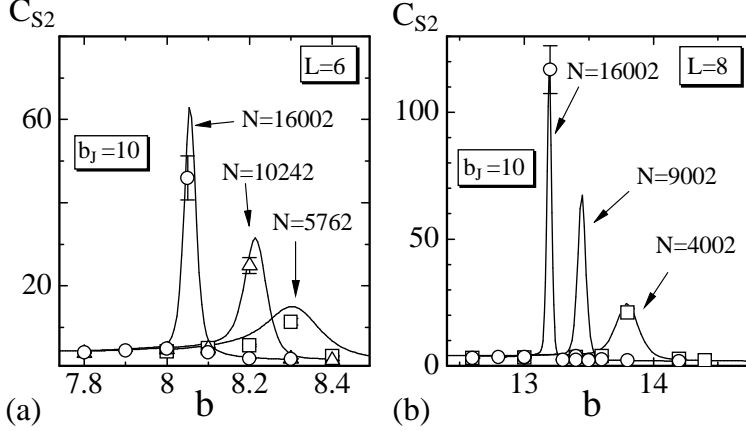 C_S2
L=6
60
b_J=10
N=16002
N=10242
N=5762
20
7.8 8 8.2 8.4
(a) b
C_S2
L=8
120
N=16002
100
b_J=10
N=9002
50
N=4002
0
13 14
(b) b